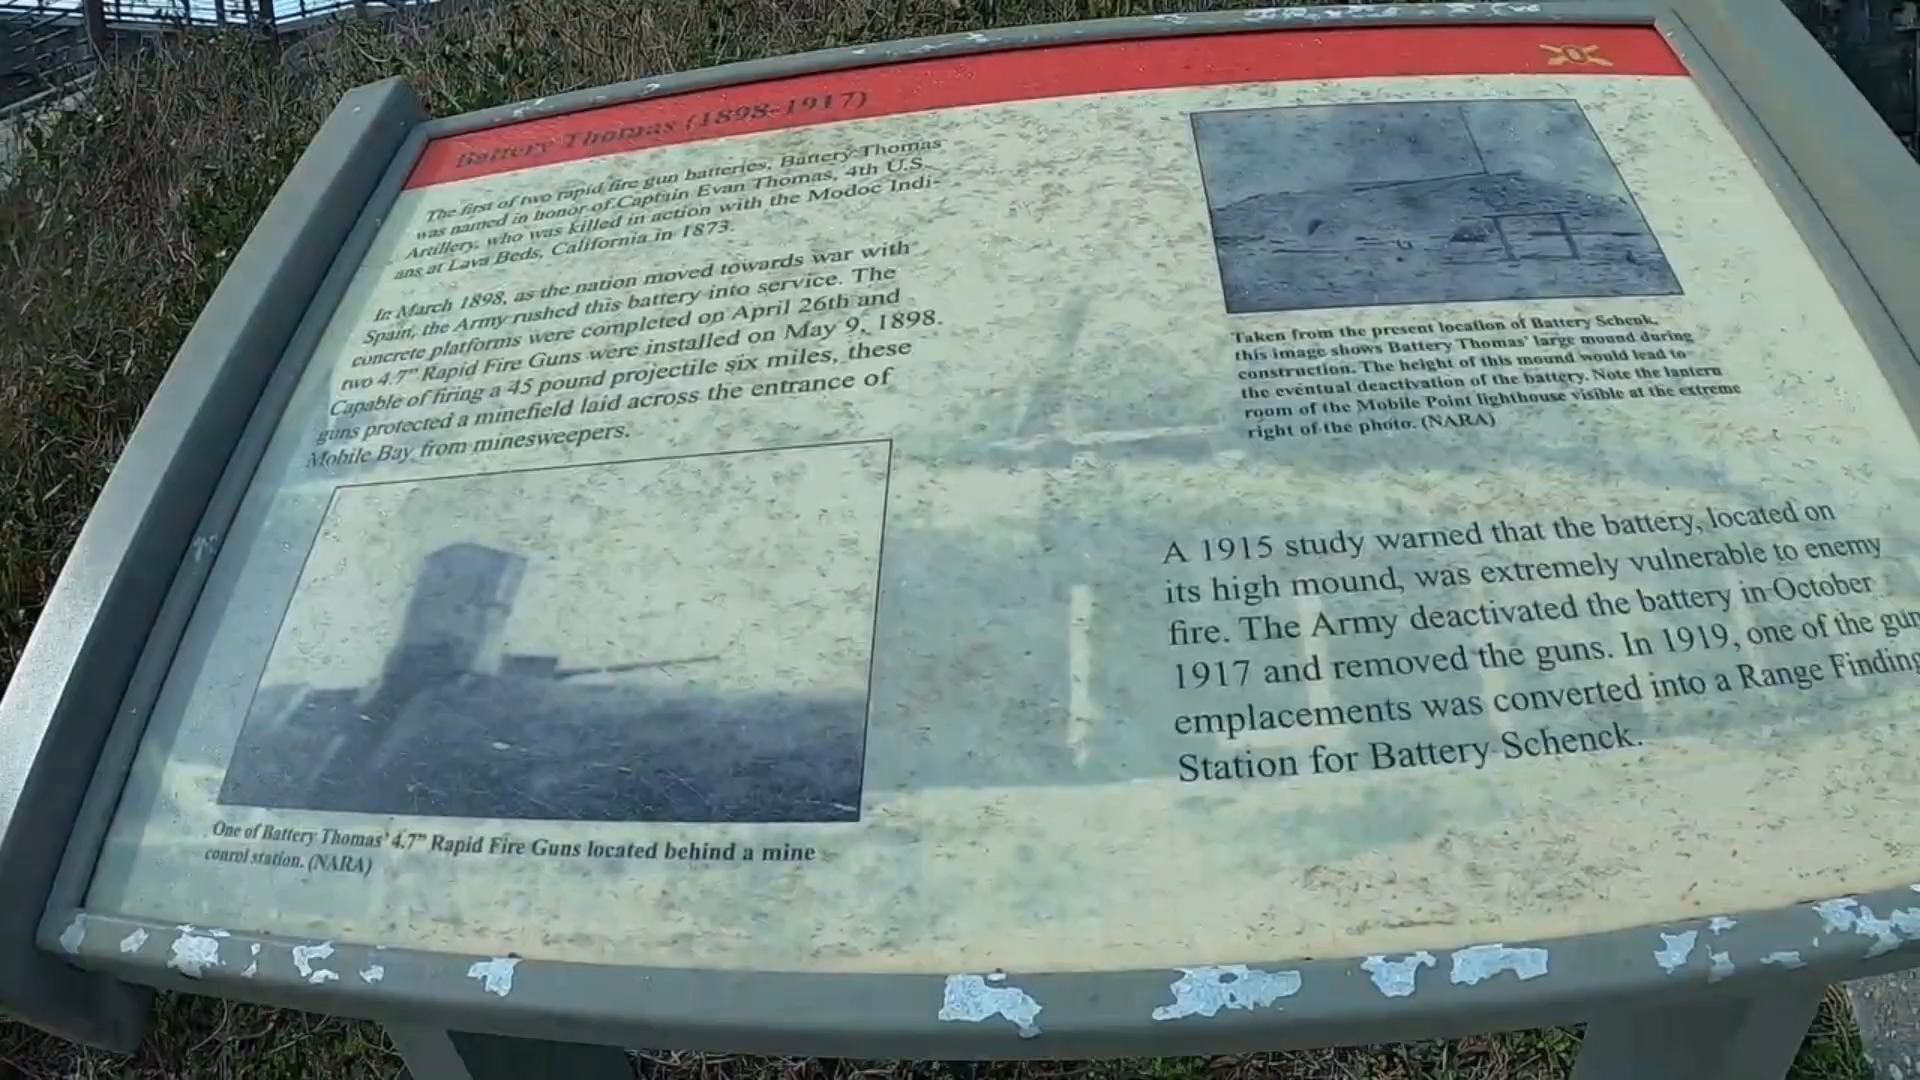 Battery Thomas (1898-1917)
The first of two rapid fire gun batteries, Battery Thomas
was named in honor of Captain Evan Thomas, 4th U.S.
Artillery, who was killed in action with the Modoc Indi-
ans at Lava Beds, California in 1873.
In March 1898, as the nation moved towards war with
Spain, the Army rushed this battery into service. The
concrete platforms were completed on April 26th and
two 4.7" Rapid Fire Guns were installed on May 9, 1898.
Capable of firing a 45 pound projectile six miles, these
guns protected a minefield laid across the entrance of
Mobile Bay from minesweepers.
One of Battery Thomas' 4.7" Rapid Fire Guns located behind a mine
conrol station. (NARA)
Taken from the present location of Battery Schenk,
this image shows Battery Thomas' large mound during
construction. The height of this mound would lead to
the eventual deactivation of the battery. Note the lantern
room of the Mobile Point lighthouse visible at the extreme
right of the photo. (NARA)
A 1915 study warned that the battery, located on
its high mound, was extremely vulnerable to enemy
fire. The Army deactivated the battery in October
1917 and removed the guns. In 1919, one of the gun
emplacements was converted into a Range Finding
Station for Battery Schenck.